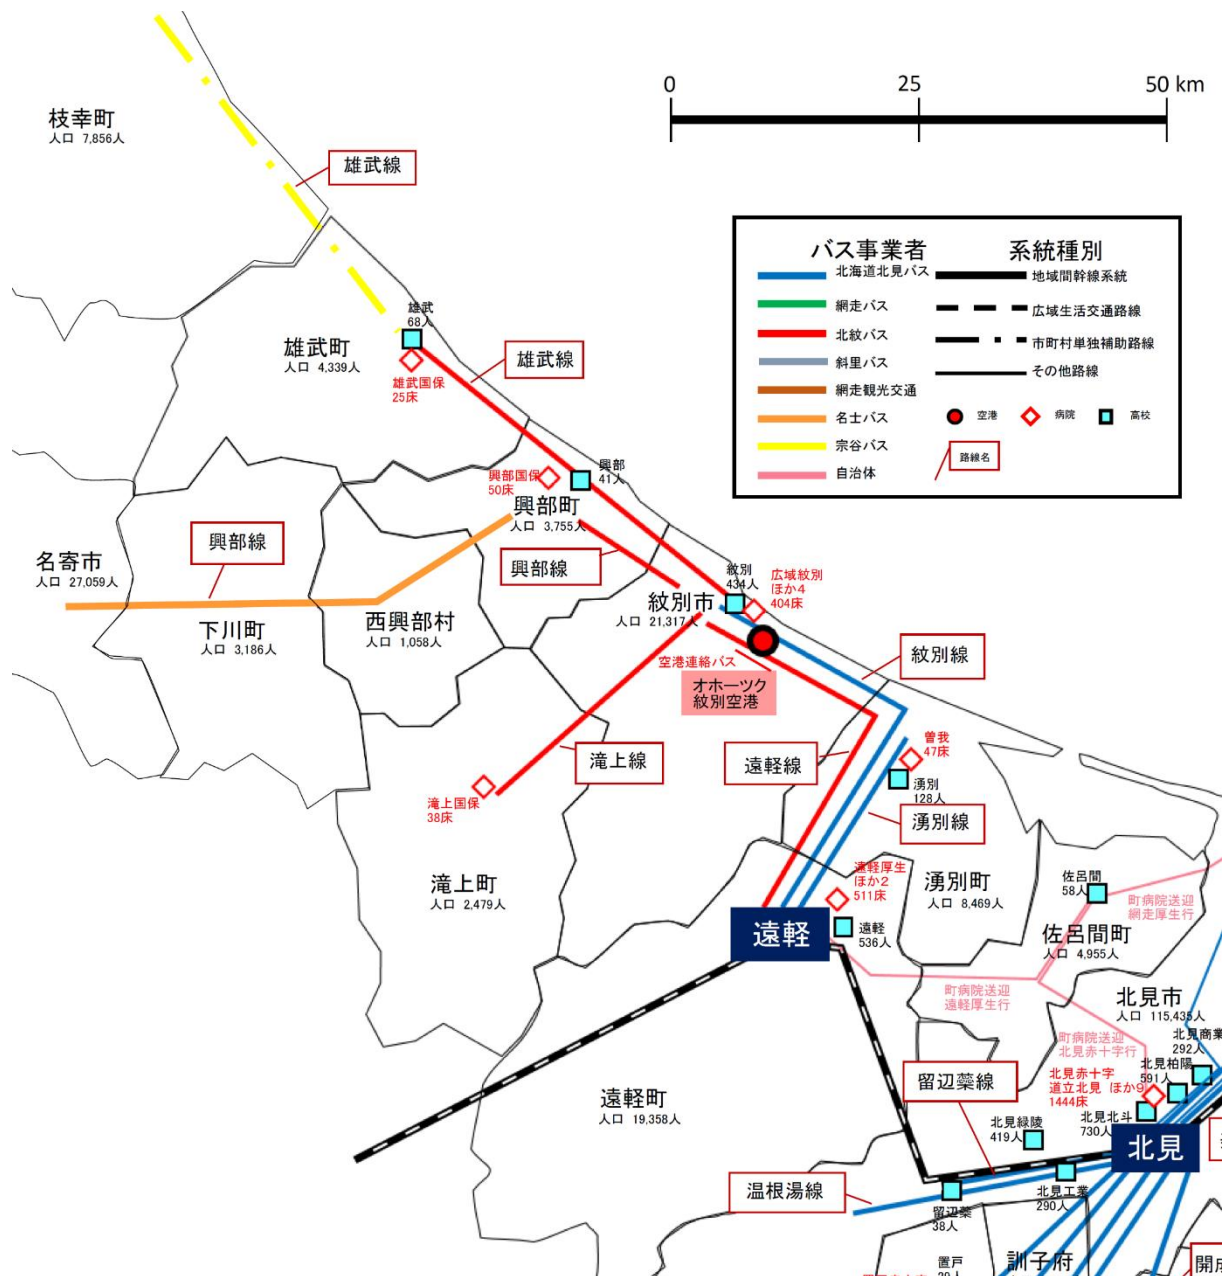 0
25
50 km
枝幸町
人口 7,856人
雄武線
バス事業者
系統種別
北海道北見バス
網走バス
北紋バス
斜里バス
網走観光交通
名士バス
宗谷バス
自治体
地域間幹線系統
広域生活交通路線
市町村単独補助路線
その他路線
空港
病院
高校
路線名
雄武
68人
雄武町
人口 4,339人
雄武国保
25床
雄武線
興部国保
50床
興部
41人
興部町
人口 3,755人
興部線
名寄市
人口 27,059人
興部線
下川町
人口 3,186人
西興部村
人口 1,058人
紋別市
人口 21,317人
紋別
434人
広域紋別
ほか4
404床
空港連絡バス
オホーツク
紋別空港
紋別線
滝上線
遠軽線
曽我
47床
湧別
128人
湧別線
滝上国保
38床
滝上町
人口 2,479人
遠軽厚生
ほか2
511床
遠軽
遠軽
536人
湧別町
人口 8,469人
佐呂間
58人
町病院送迎
網走厚生行
佐呂間町
人口 4,955人
町病院送迎
遠軽厚生行
北見市
人口 115,435人
町病院送迎
北見赤十字行
北見商業
292人
北見柏陽
591人
北見赤十字
道立北見 ほか9
1444床
北見北斗
730人
留辺蘂線
遠軽町
人口 19,358人
北見緑陵
419人
北見
温根湯線
留辺蘂
38人
北見工業
290人
置戸
訓子府
開成